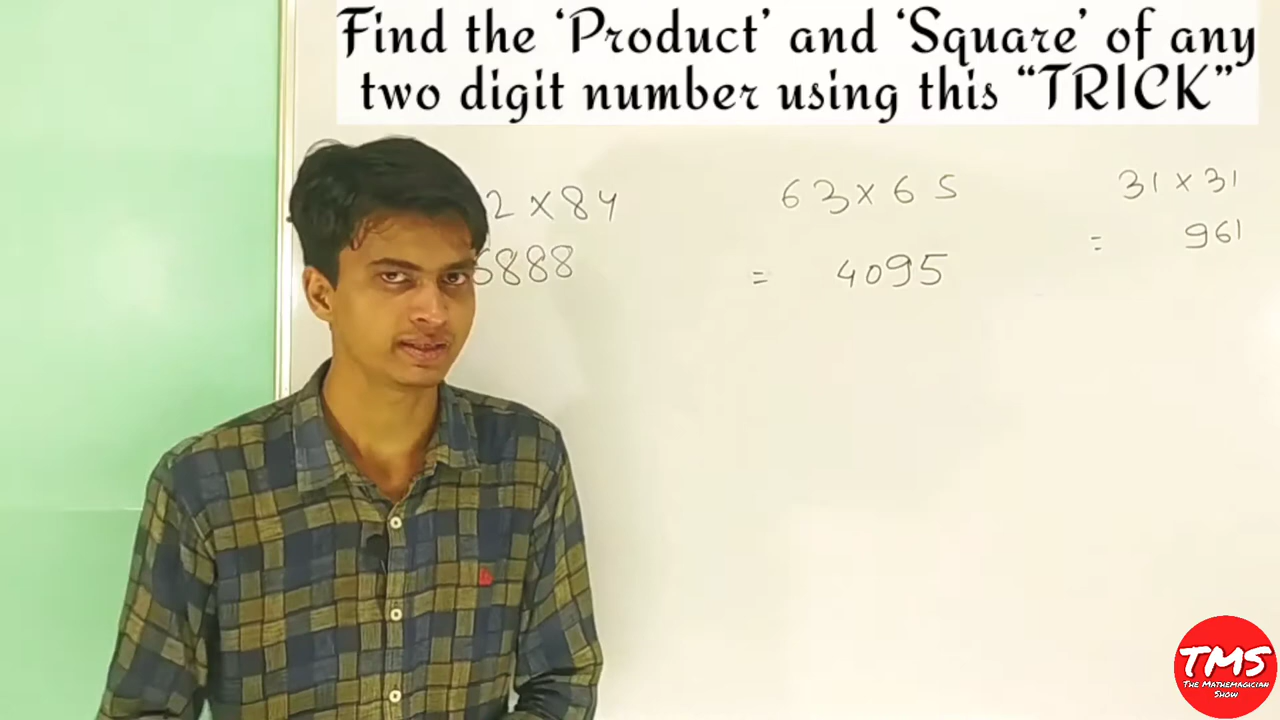 Find the ‘Product’ and ‘Square’ of any
two digit number using this “TRICK”
2 × 84
6888
63 × 65
= 4095
31 × 31
= 961
TMS
The Mathemagician
Show